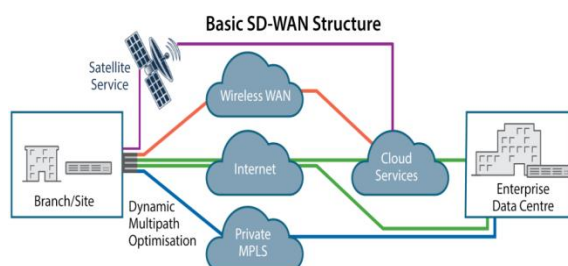 Basic SD-WAN Structure
Satellite
Service
Wireless WAN
Branch/Site
Internet
Cloud
Services
Enterprise
Data Centre
Dynamic
Multipath
Optimisation
Private
MPLS